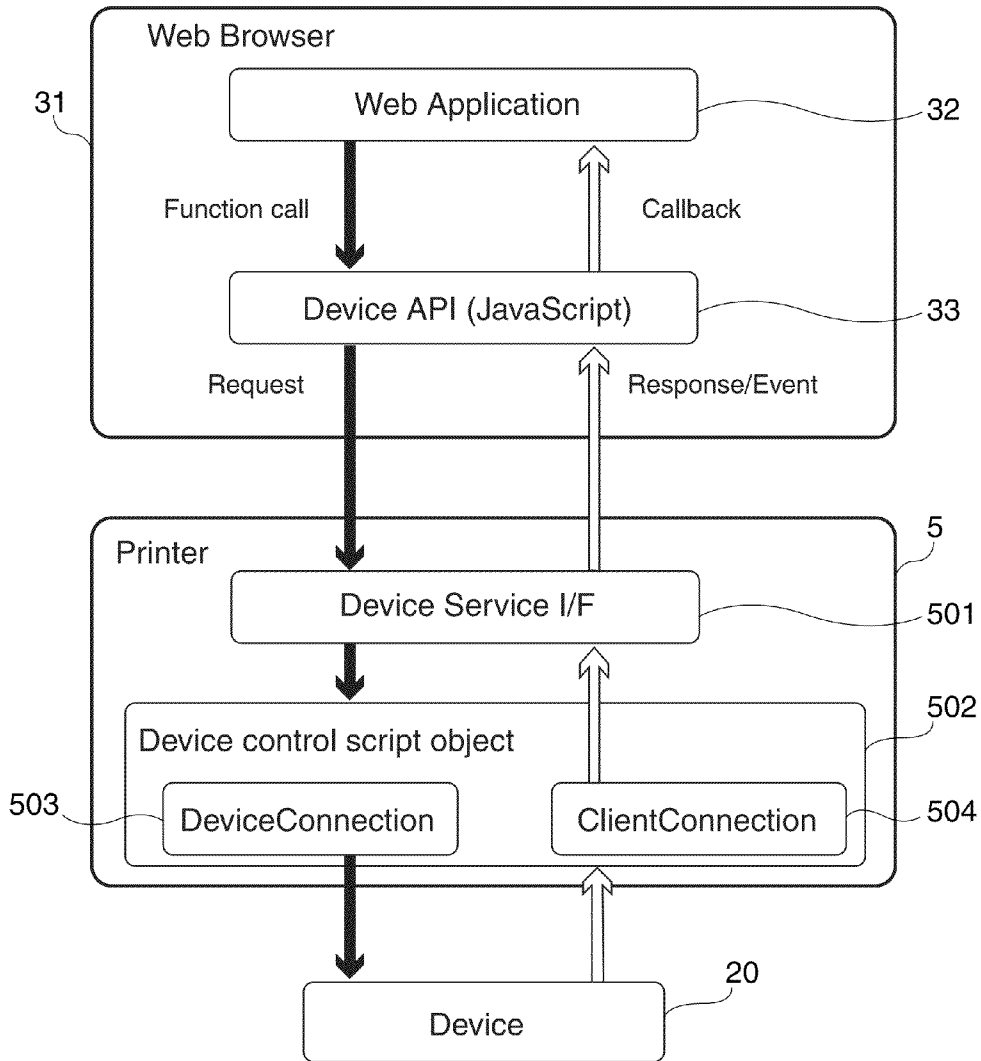 Web Browser
Web Application
31
32
Function call
Callback
Device API (JavaScript)
33
Request
Response/Event
5
Printer
Device Service I/F
501
502
Device control script object
503
DeviceConnection
ClientConnection
504
20
Device